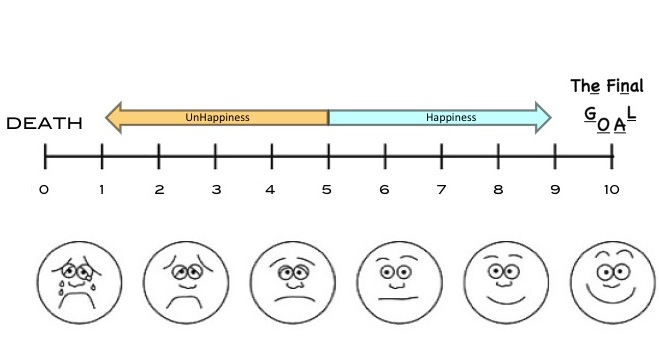 The Final
GOAL
DEATH
UnHappiness
Happiness
0 1 2 3 4 5 6 7 8 9 10